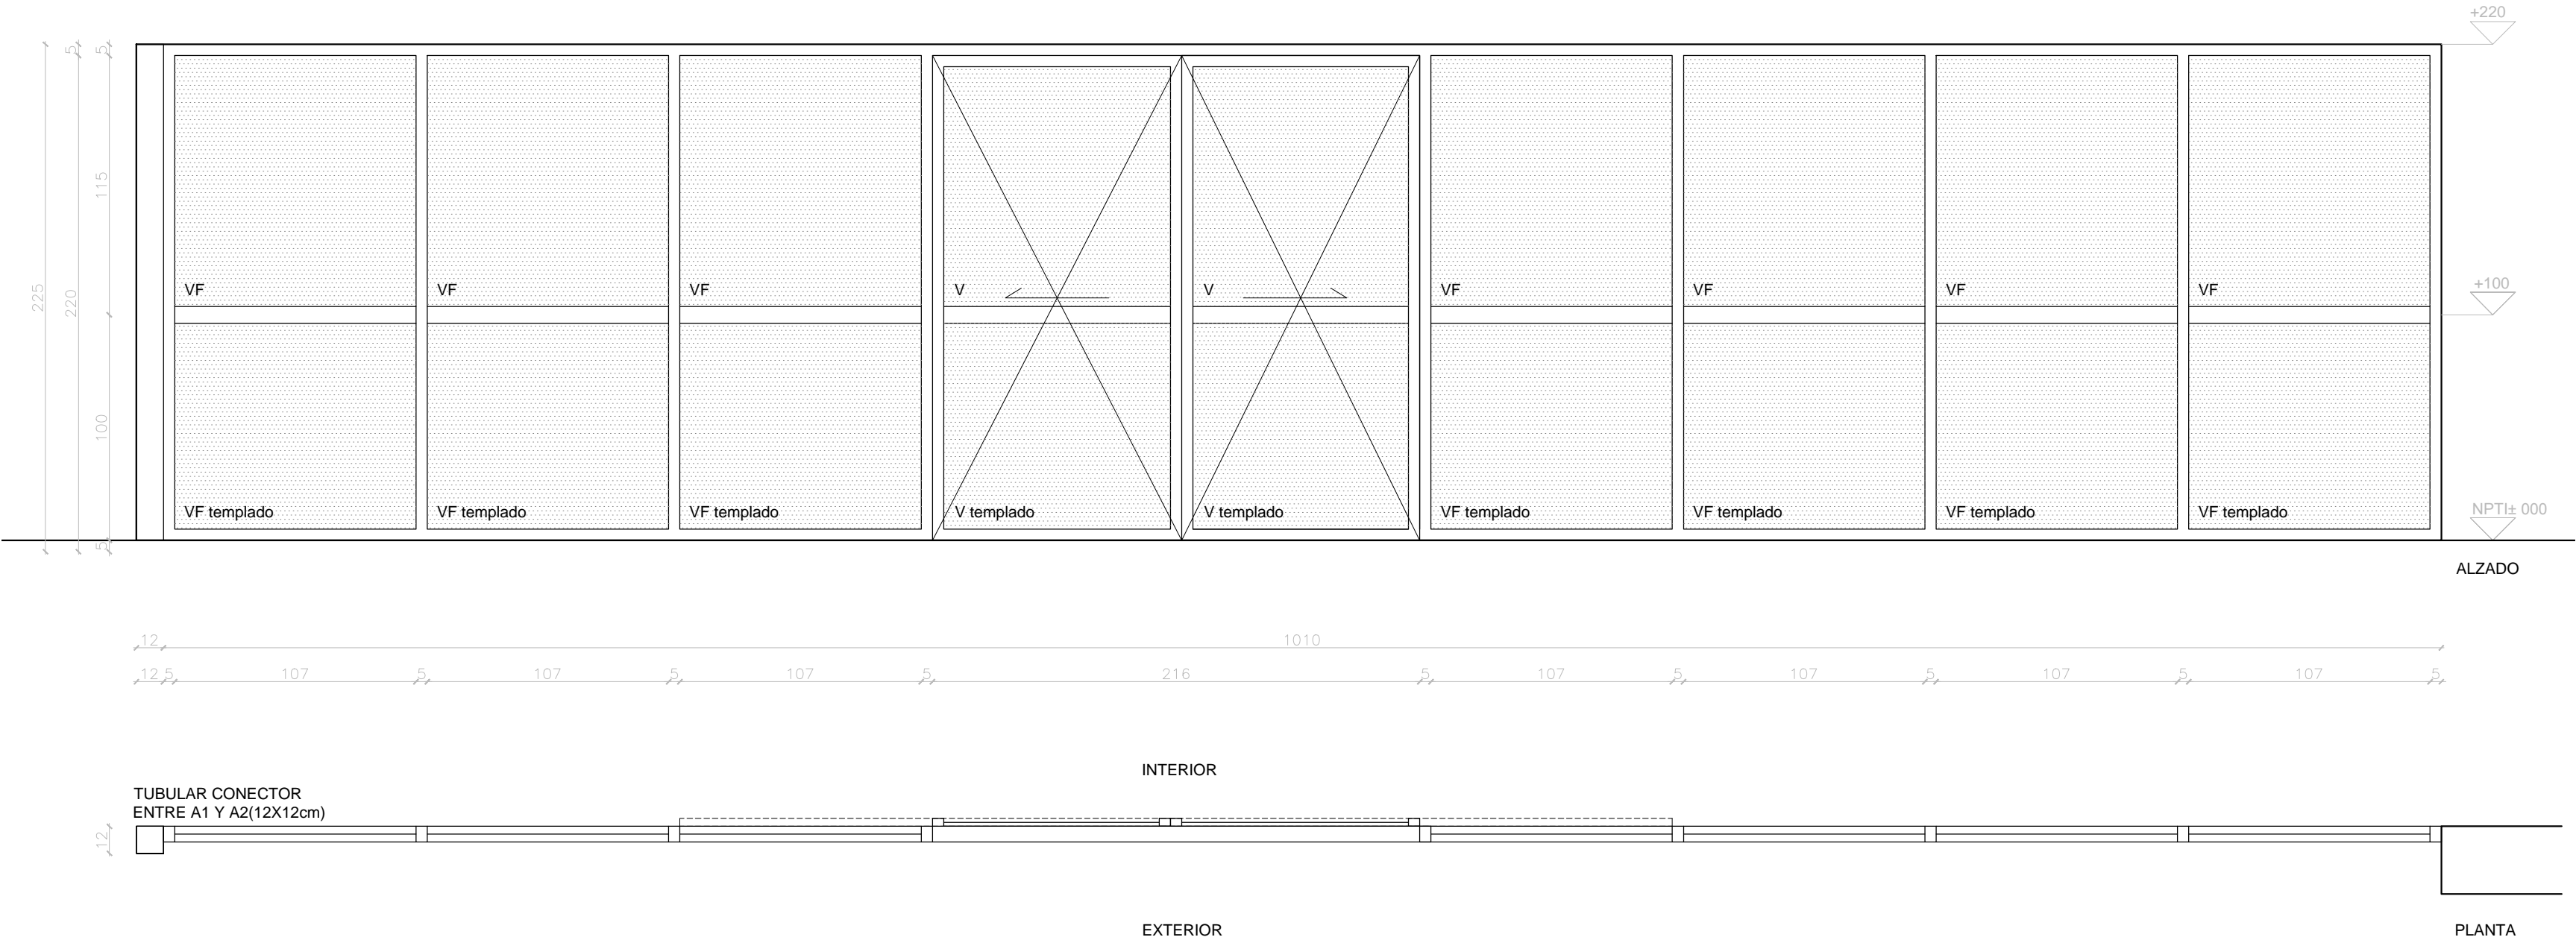 +220
5
5
115
225
220
VF
VF
VF
V
V
VF
VF
VF
VF
+100
100
VF templado
VF templado
VF templado
V templado
V templado
VF templado
VF templado
VF templado
VF templado
NPTI± 000
5
ALZADO
12
1010
12
5
107
5
107
5
107
5
216
5
107
5
107
5
107
5
107
5
INTERIOR
TUBULAR CONECTOR
ENTRE A1 Y A2(12X12cm)
12
EXTERIOR
PLANTA